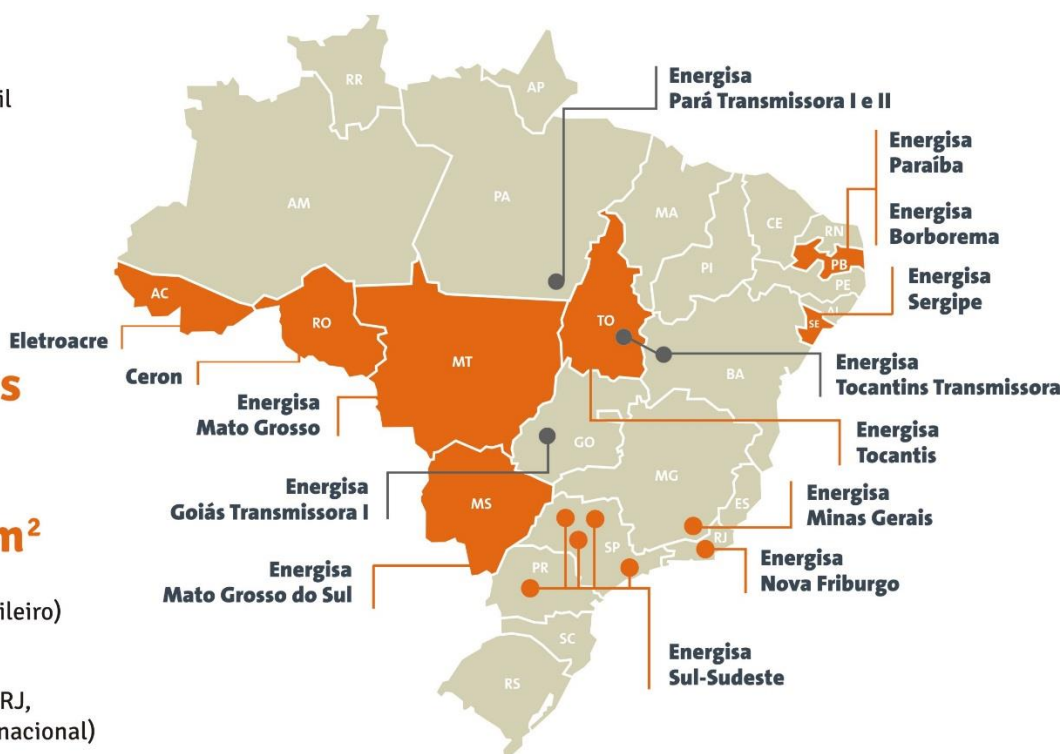 il
s
m²
ileiro)
RJ,
nacional)
RR
AP
AM
PA
MA
CE
RN
PB
PE
PI
AL
SE
AC
RO
MT
TO
BA
GO
MG
ES
MS
SP
RJ
PR
SC
RS
Energisa
Pará Transmissora I e II
Energisa
Paraíba
Energisa
Borborema
Energisa
Sergipe
Eletroacre
Ceron
Energisa
Mato Grosso
Energisa
Tocantins Transmissora
Energisa
Tocantis
Energisa
Goiás Transmissora I
Energisa
Minas Gerais
Energisa
Mato Grosso do Sul
Energisa
Nova Friburgo
Energisa
Sul-Sudeste